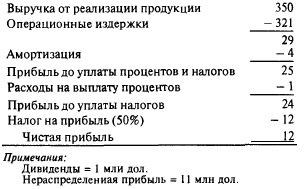 Выручка от реализации продукции 350
Операционные издержки – 321
29
Амортизация – 4
Прибыль до уплаты процентов и налогов 25
Расходы на выплату процентов – 1
Прибыль до уплаты налогов 24
Налог на прибыль (50%) – 12
Чистая прибыль 12
Примечания:
Дивиденды = 1 мли дол.
Нераспределенная прибыль = 11 млн дол.